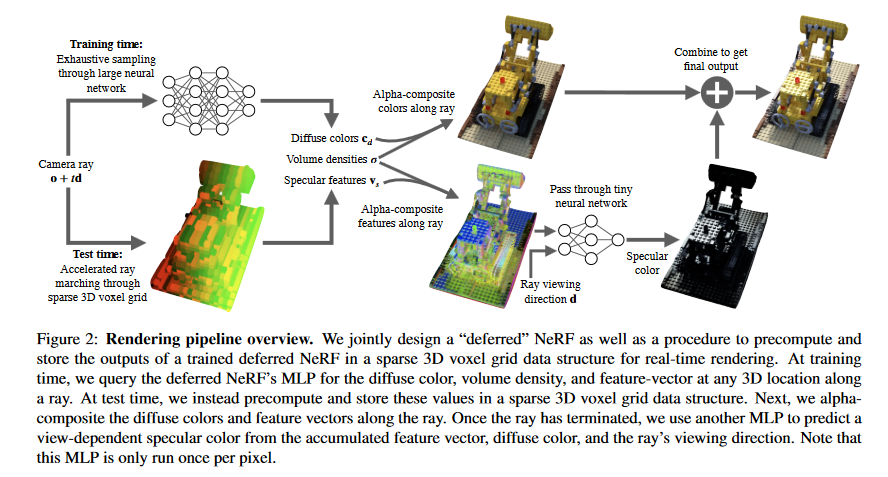 Training time:
Exhaustive sampling
through large neural
network
Camera ray
o + td
Test time:
Accelerated ray
marching through
sparse 3D voxel grid
Diffuse colors c_d
Volume densities σ
Specular features v_s
Alpha-composite
colors along ray
Alpha-composite
features along ray
Pass through tiny
neural network
Ray viewing
direction d
Specular
color
Combine to get
final output
Figure 2: Rendering pipeline overview. We jointly design a “deferred” NeRF as well as a procedure to precompute and
store the outputs of a trained deferred NeRF in a sparse 3D voxel grid data structure for real-time rendering. At training
time, we query the deferred NeRF’s MLP for the diffuse color, volume density, and feature-vector at any 3D location along
a ray. At test time, we instead precompute and store these values in a sparse 3D voxel grid data structure. Next, we alpha-
composite the diffuse colors and feature vectors along the ray. Once the ray has terminated, we use another MLP to predict a
view-dependent specular color from the accumulated feature vector, diffuse color, and the ray’s viewing direction. Note that
this MLP is only run once per pixel.